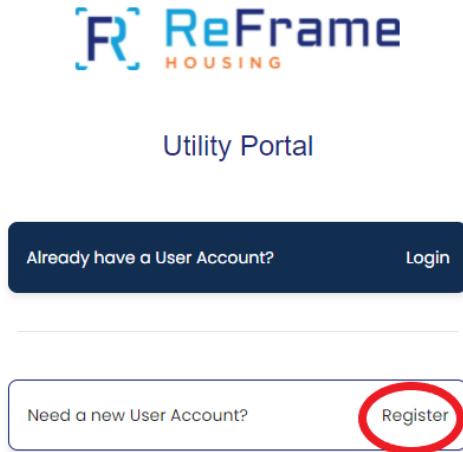 ReFrame
HOUSING
Utility Portal
Already have a User Account? Login
Need a new User Account? Register